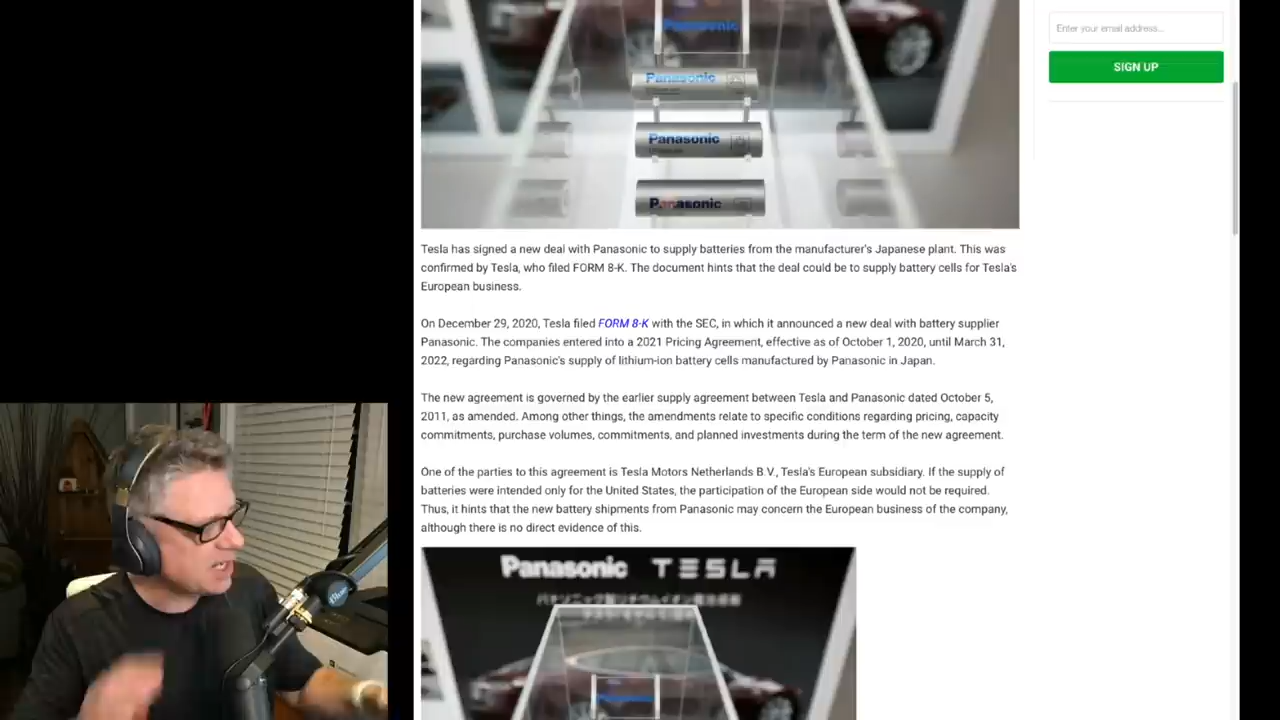 Panasonic
Panasonic
Panasonic
Panasonic
Enter your email address...
SIGN UP
Tesla has signed a new deal with Panasonic to supply batteries from the manufacturer's Japanese plant. This was
confirmed by Tesla, who filed FORM 8-K. The document hints that the deal could be to supply battery cells for Tesla's
European business.
On December 29, 2020, Tesla filed FORM 8-K with the SEC, in which it announced a new deal with battery supplier
Panasonic. The companies entered into a 2021 Pricing Agreement, effective as of October 1, 2020, until March 31,
2022, regarding Panasonic's supply of lithium-ion battery cells manufactured by Panasonic in Japan.
The new agreement is governed by the earlier supply agreement between Tesla and Panasonic dated October 5,
2011, as amended. Among other things, the amendments relate to specific conditions regarding pricing, capacity
commitments, purchase volumes, commitments, and planned investments during the term of the new agreement.
One of the parties to this agreement is Tesla Motors Netherlands B.V., Tesla's European subsidiary. If the supply of
batteries were intended only for the United States, the participation of the European side would not be required.
Thus, it hints that the new battery shipments from Panasonic may concern the European business of the company,
although there is no direct evidence of this.
Panasonic TESLA
Panasonic